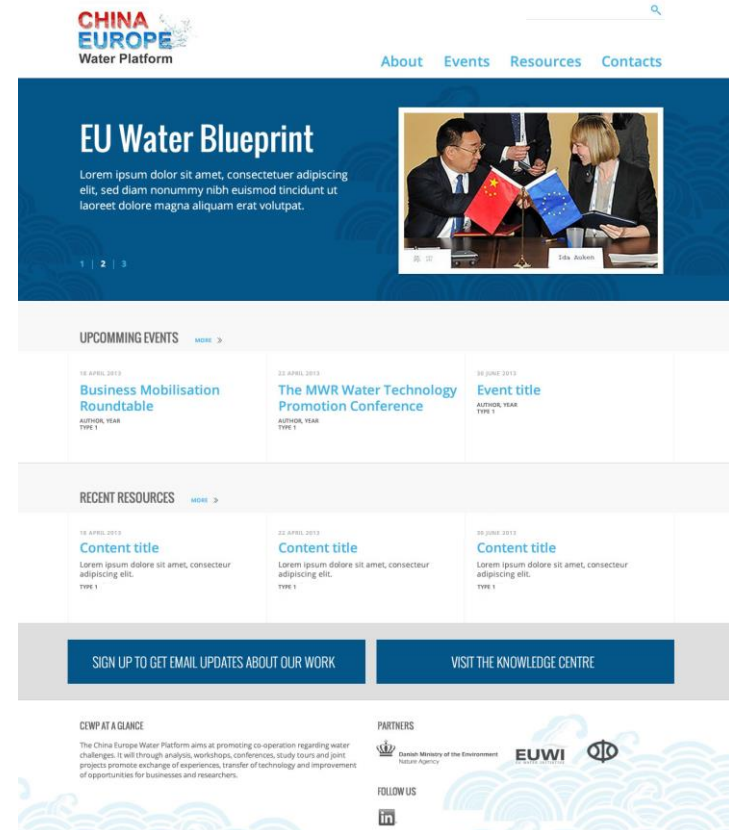 CHINA
EUROPE
Water Platform
About Events Resources Contacts
EU Water Blueprint
Lorem ipsum dolor sit amet, consectetuer adipiscing
elit, sed diam nonummy nibh euismod tincidunt ut
laoreet dolore magna aliquam erat volutpat.
1 | 2 | 3
Ida Auken
UPCOMMING EVENTS MORE »
18 APRIL 2013
Business Mobilisation
Roundtable
AUTHOR, YEAR
TYPE 1
22 APRIL 2013
The MWR Water Technology
Promotion Conference
AUTHOR, YEAR
TYPE 1
30 JUNE 2013
Event title
AUTHOR, YEAR
TYPE 1
RECENT RESOURCES MORE »
18 APRIL 2013
Content title
Lorem ipsum dolore sit amet, consecteur
adipiscing elit.
TYPE 1
22 APRIL 2013
Content title
Lorem ipsum dolore sit amet, consecteur
adipiscing elit.
TYPE 1
30 JUNE 2013
Content title
Lorem ipsum dolore sit amet, consecteur
adipiscing elit.
TYPE 1
SIGN UP TO GET EMAIL UPDATES ABOUT OUR WORK
VISIT THE KNOWLEDGE CENTRE
CEWP AT A GLANCE
The China Europe Water Platform aims at promoting co-operation regarding water
challenges. It will through analysis, workshops, conferences, study tours and joint
projects promote exchange of experiences, transfer of technology and improvement
of opportunities for businesses and researchers.
PARTNERS
Danish Ministry of the Environment
Nature Agency
EUWI
EU WATER INITIATIVE
FOLLOW US
in